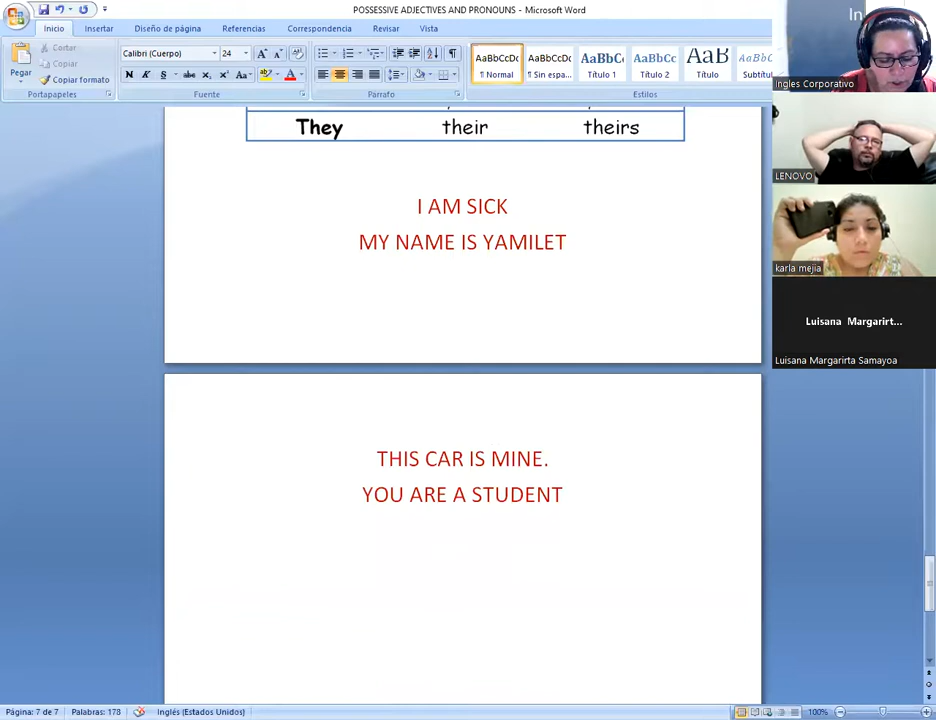 POSSESSIVE ADJECTIVES AND PRONOUNS - Microsoft Word
Inicio Insertar Diseño de página Referencias Correspondencia Revisar Vista
Pegar
Cortar
Copiar
Copiar formato
Portapapeles
Calibri (Cuerpo) 24
Fuente
Párrafo
AaBbCcDc ¶ Normal
AaBbCcDc ¶ Sin espa...
AaBbC Título 1
AaBbCc Título 2
AaB Título
AaBbCc Subtítul
Estilos
In
Ingles Corporativo
LENOVO
karla mejia
Luisana Margarirt...
Luisana Margarirta Samayoa
They their theirs
I AM SICK
MY NAME IS YAMILET
THIS CAR IS MINE.
YOU ARE A STUDENT
Página: 7 de 7 Palabras: 178 Inglés (Estados Unidos) 100%